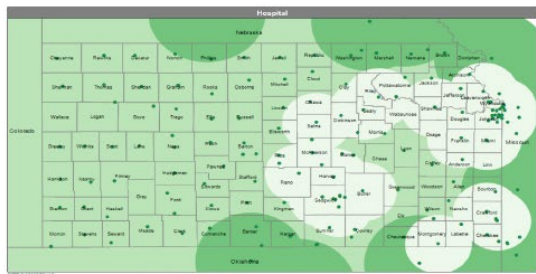 Hospital
Nebraska
Cheyenne Rawlins Decatur Norton Phillips Smith Jewell Republic Washington Marshall Nemaha Brown Doniphan
Sherman Thomas Sheridan Graham Rooks Osborne Mitchell Cloud Clay Riley Pottawatomie Jackson Atchison
Jefferson Leavenworth
Wallace Logan Gove Trego Ellis Russell Lincoln Ottawa Geary Wabaunsee Douglas
Colorado
Ellsworth Saline Dickinson Morris Osage Franklin Miami Missouri
Wichita Scott Lane Ness Rush Barton McPherson Marion Chase Lyon Coffey Anderson Linn
Hamilton Kearny Finney Hodgeman Pawnee Stafford Rice Reno Harvey
Edwards Sedgwick Butler Greenwood Woodson Allen Bourbon
Stanton Grant Haskell Gray Ford Kiowa Pratt Kingman Elk Wilson Neosho Crawford
Morton Stevens Seward Meade Clark Comanche Barber Harper Sumner Cowley Chautauqua Montgomery Labette Cherokee
Oklahoma